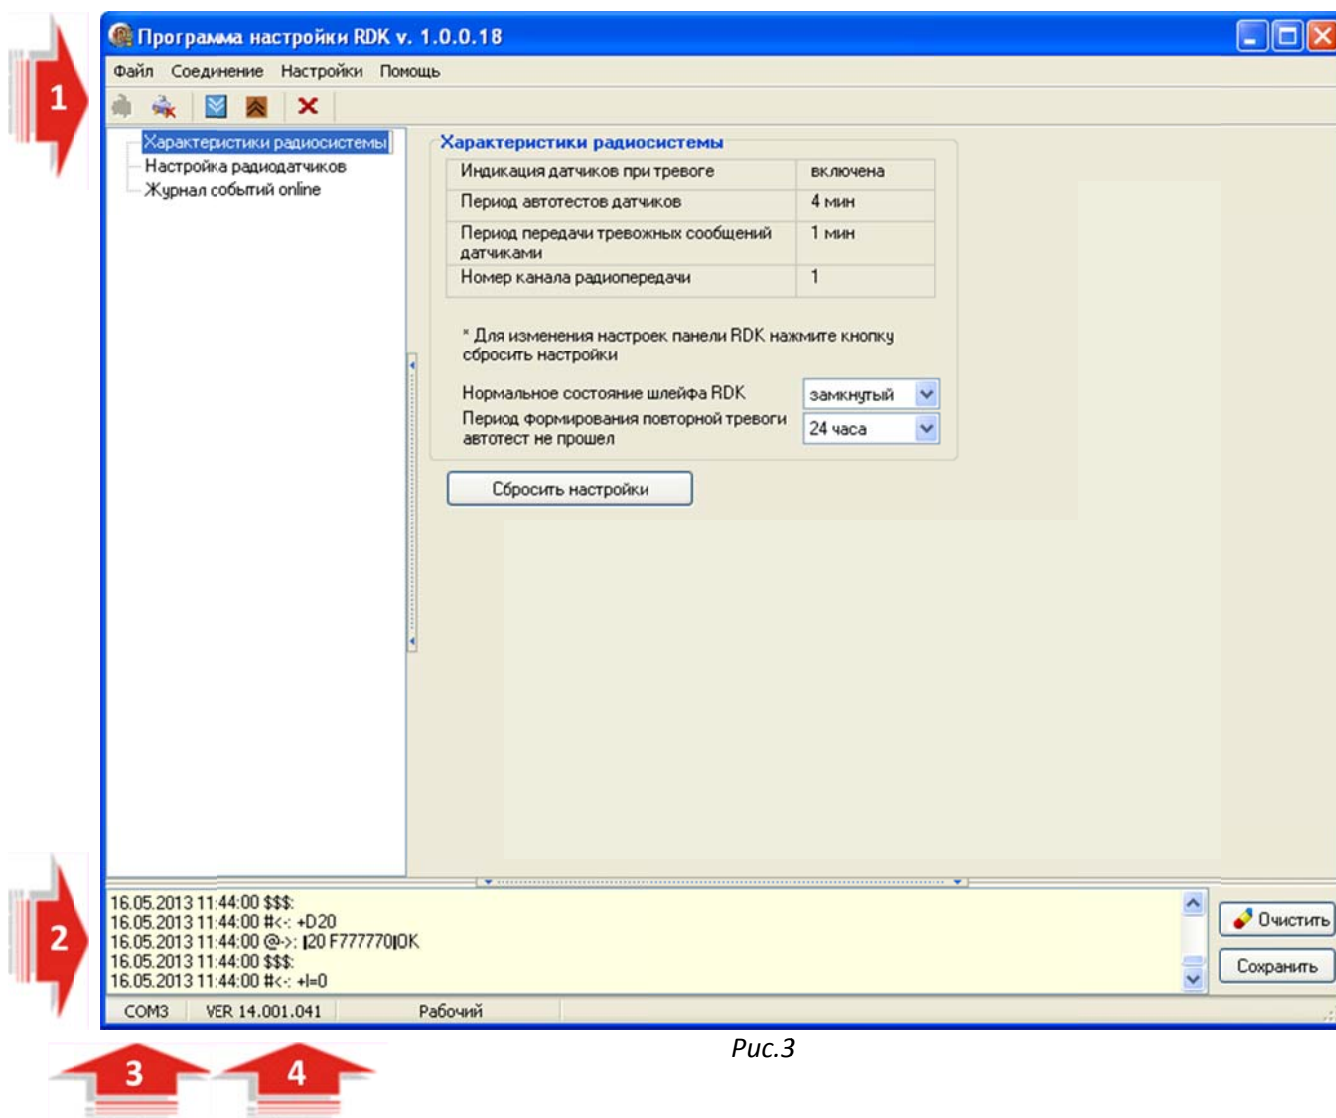 Программа настройки RDK v. 1.0.0.18
Файл Соединение Настройки Помощь
1
Характеристики радиосистемы
Настройка радиодатчиков
Журнал событий online
Характеристики радиосистемы
Индикация датчиков при тревоге включена
Период автотестов датчиков 4 мин
Период передачи тревожных сообщений 1 мин
датчиками
Номер канала радиопередачи 1
* Для изменения настроек панели RDK нажмите кнопку
сбросить настройки
Нормальное состояние шлейфа RDK замкнутый
Период формирования повторной тревоги
автотест не прошел 24 часа
Сбросить настройки
2
16.05.2013 11:44:00 $$$:
16.05.2013 11:44:00 #<-: +D20
16.05.2013 11:44:00 @->: ‖20 F777770‖OK
16.05.2013 11:44:00 $$$:
16.05.2013 11:44:00 #<-: +I=0
Очистить
Сохранить
COM3 VER 14.001.041 Рабочий
Рис.3
3 4